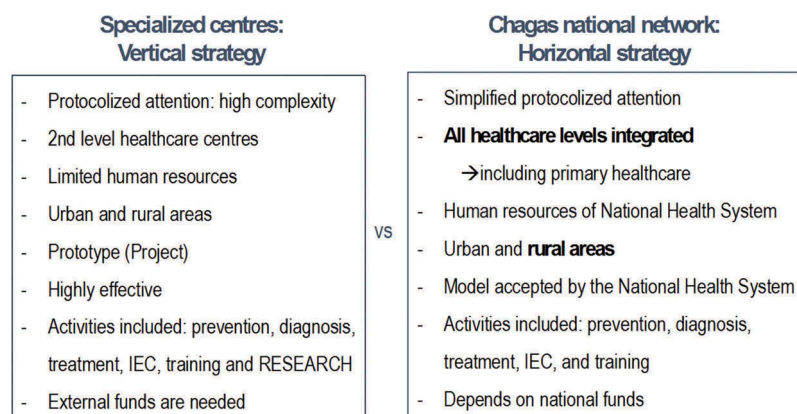 Specialized centres:
Vertical strategy
- Protocolized attention: high complexity
- 2nd level healthcare centres
- Limited human resources
- Urban and rural areas
- Prototype (Project)
- Highly effective
- Activities included: prevention, diagnosis,
treatment, IEC, training and RESEARCH
- External funds are needed
vs
Chagas national network:
Horizontal strategy
- Simplified protocolized attention
- All healthcare levels integrated
→including primary healthcare
- Human resources of National Health System
- Urban and rural areas
- Model accepted by the National Health System
- Activities included: prevention, diagnosis,
treatment, IEC, and training
- Depends on national funds